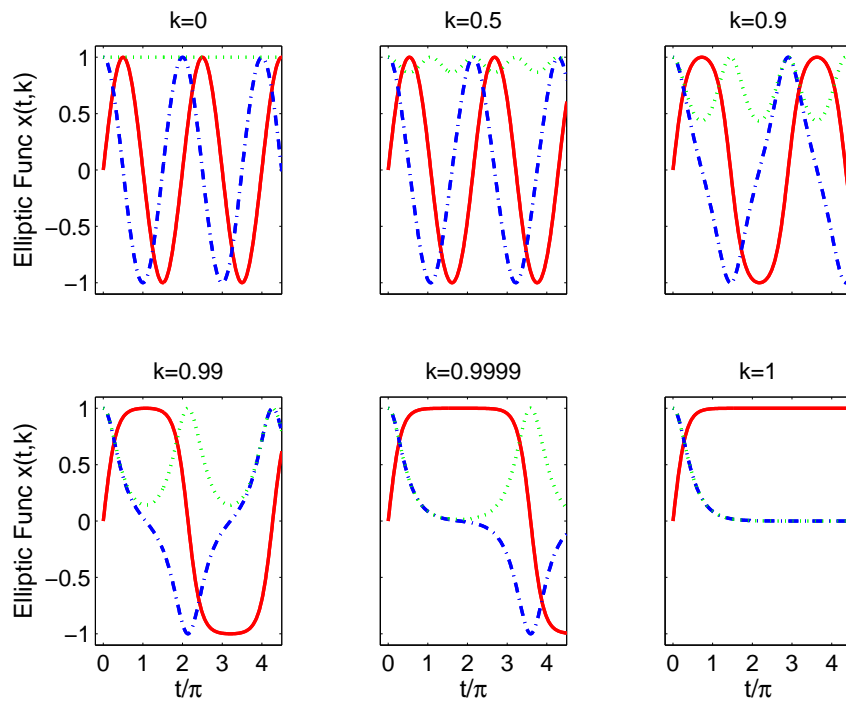 k=0 k=0.5 k=0.9
1
0.5
0
−0.5
−1
Elliptic Func x(t,k)
k=0.99 k=0.9999 k=1
1
0.5
0
−0.5
−1
Elliptic Func x(t,k)
0 1 2 3 4 0 1 2 3 4 0 1 2 3 4
t/π t/π t/π